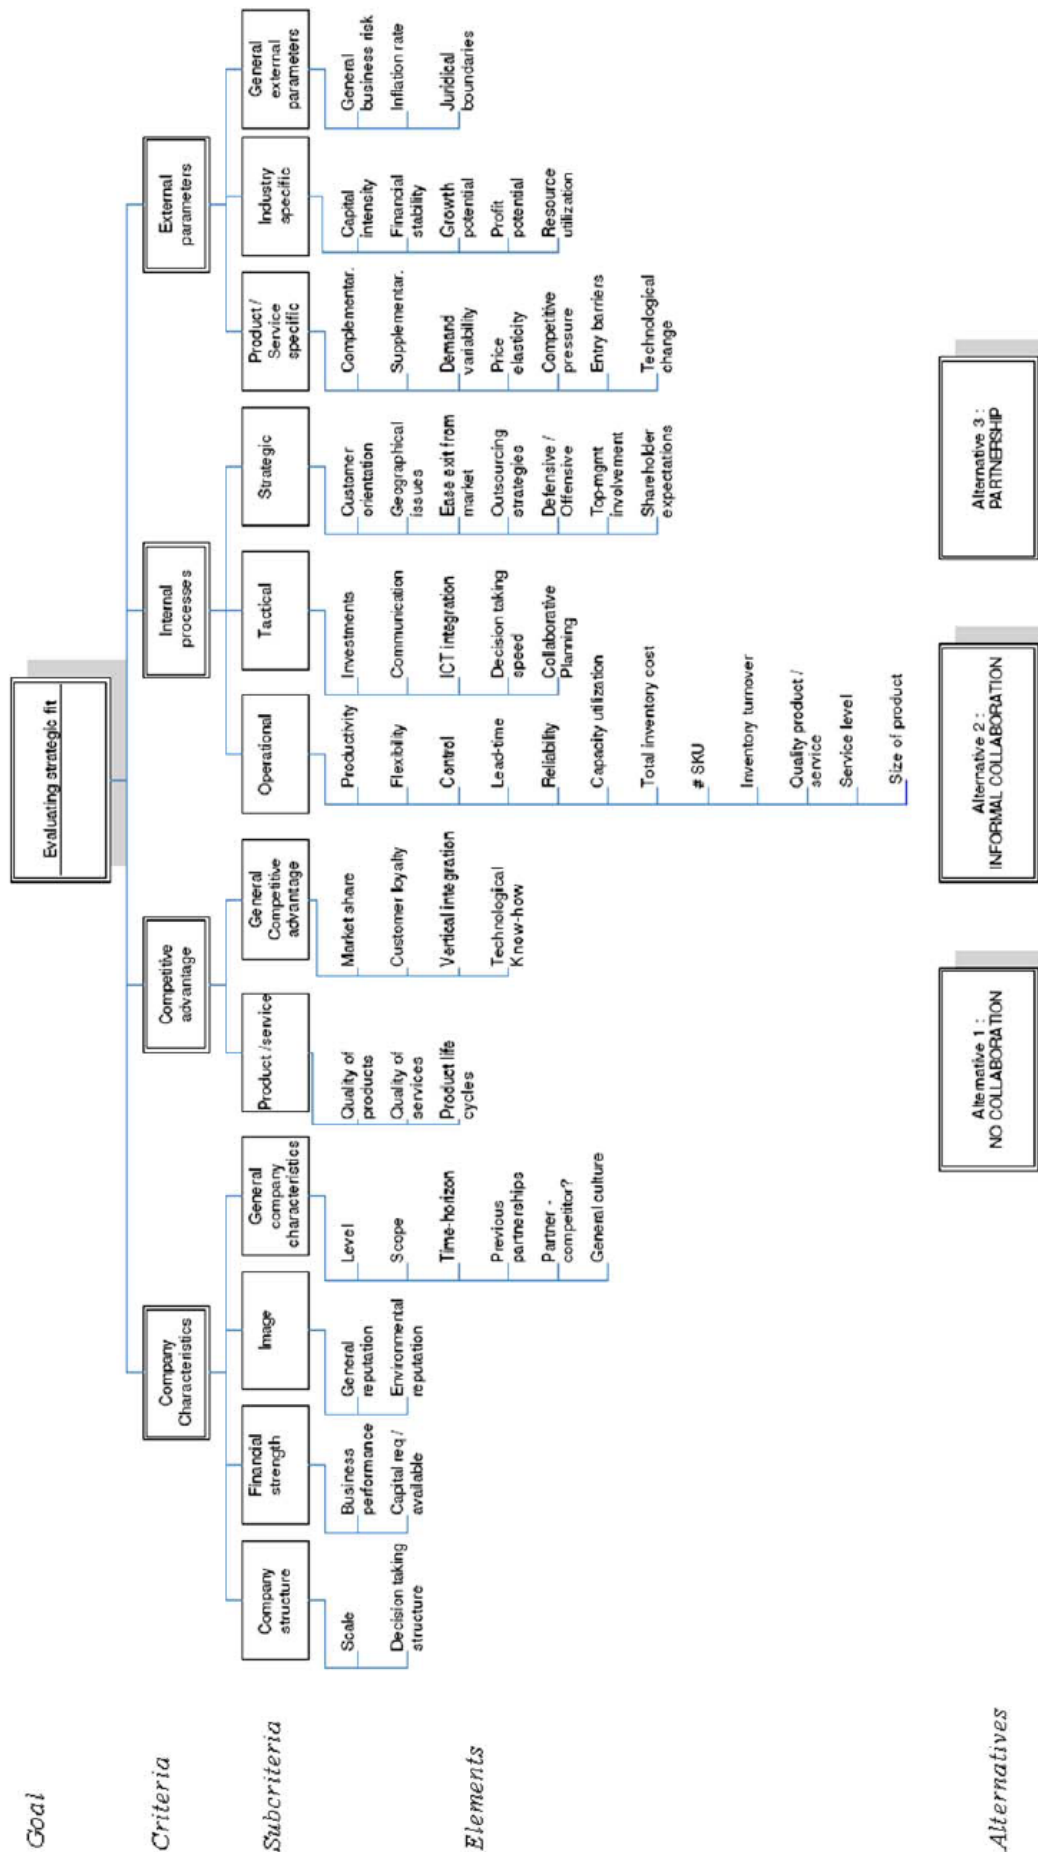 Goal
Evaluating strategic fit
Criteria
Company
Characteristics
Competitive
advantage
Internal
processes
External
parameters
Subcriteria
Company
structure
Financial
strength
Image
General
company
characteristics
Product /service
General
Competitive
advantage
Operational
Tactical
Strategic
Product /
Service
specific
Industry
specific
General
external
parameters
Elements
Scale
Decision taking
structure
Business
performance
Capital req /
available
General
reputation
Environmental
reputation
Level
Scope
Time-horizon
Previous
partnerships
Partner -
competitor?
General culture
Quality of
products
Quality of
services
Product life
cycles
Market share
Customer loyalty
Vertical integration
Technological
Know-how
Productivity
Flexibility
Control
Lead-time
Reliability
Capacity utilization
Total inventory cost
# SKU
Inventory turnover
Quality product /
service
Service level
Size of product
Investments
Communication
ICT integration
Decision taking
speed
Collaborative
Planning
Customer
orientation
Geographical
issues
Ease exit from
market
Outsourcing
strategies
Defensive /
Offensive
Top-mgmt
involvement
Shareholder
expectations
Complementar.
Supplementar.
Demand
variability
Price
elasticity
Competitive
pressure
Entry barriers
Technological
change
Capital
intensity
Financial
stability
Growth
potential
Profit
potential
Resource
utilization
General
business risk
Inflation rate
Juridical
boundaries
Alternatives
Alternative 1 :
NO COLLABORATION
Alternative 2 :
INFORMAL COLLABORATION
Alternative 3 :
PARTNERSHIP